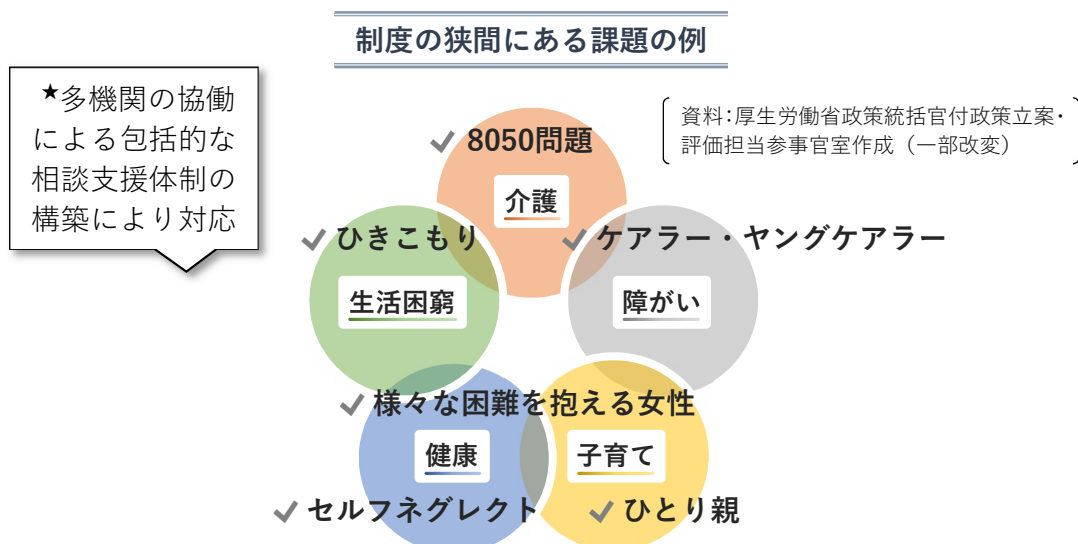 制度の狭間にある課題の例
★多機関の協働
による包括的な
相談支援体制の
構築により対応
資料:厚生労働省政策統括官付政策立案・
評価担当参事官室作成（一部改変）
✓ 8050問題
介護
✓ ひきこもり
✓ ケアラー・ヤングケアラー
生活困窮
障がい
✓ 様々な困難を抱える女性
健康
子育て
✓ セルフネグレクト
✓ ひとり親